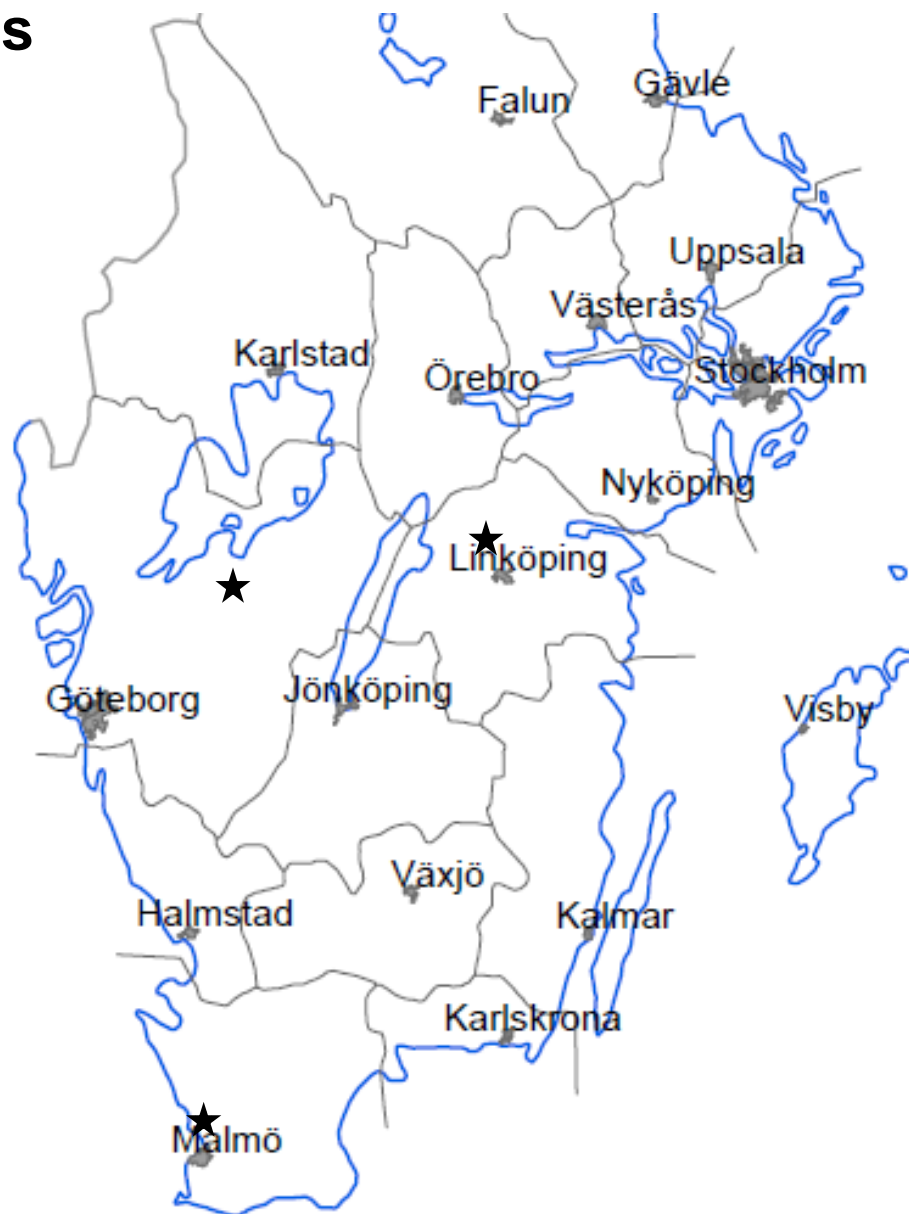 s
Falun
Gävle
Uppsala
Västerås
Karlstad
Örebro
Stockholm
Nyköping
Linköping
Göteborg
Jönköping
Visby
Växjö
Halmstad
Kalmar
Karlskrona
Malmö